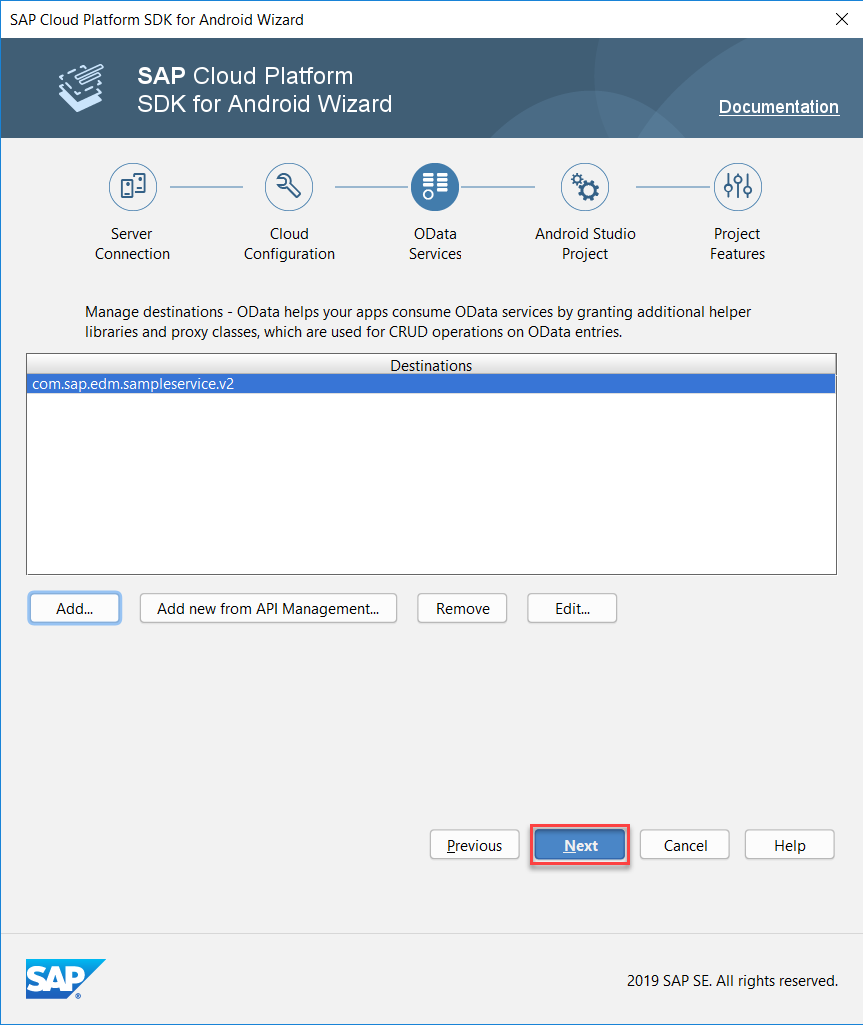 SAP Cloud Platform SDK for Android Wizard
SAP Cloud Platform
SDK for Android Wizard
Documentation
Server
Connection
Cloud
Configuration
OData
Services
Android Studio
Project
Project
Features
Manage destinations - OData helps your apps consume OData services by granting additional helper
libraries and proxy classes, which are used for CRUD operations on OData entries.
Destinations
com.sap.edm.sampleservice.v2
Add...
Add new from API Management...
Remove
Edit...
Previous
Next
Cancel
Help
SAP®
2019 SAP SE. All rights reserved.